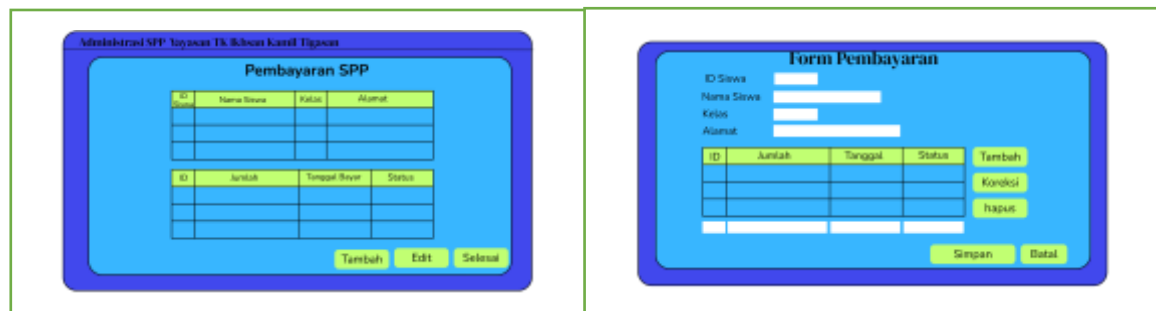 Administrasi SPP Yayasan Tk Ikhsan Kamil Tigasan
Pembayaran SPP
ID Siswa Nama Siswa Kelas Alamat
ID Jumlah Tanggal Bayar Status
Tambah Edit Selesai
Form Pembayaran
ID Siswa
Nama Siswa
Kelas
Alamat
ID Jumlah Tanggal Status Tambah
Koreksi
hapus
Simpan Batal